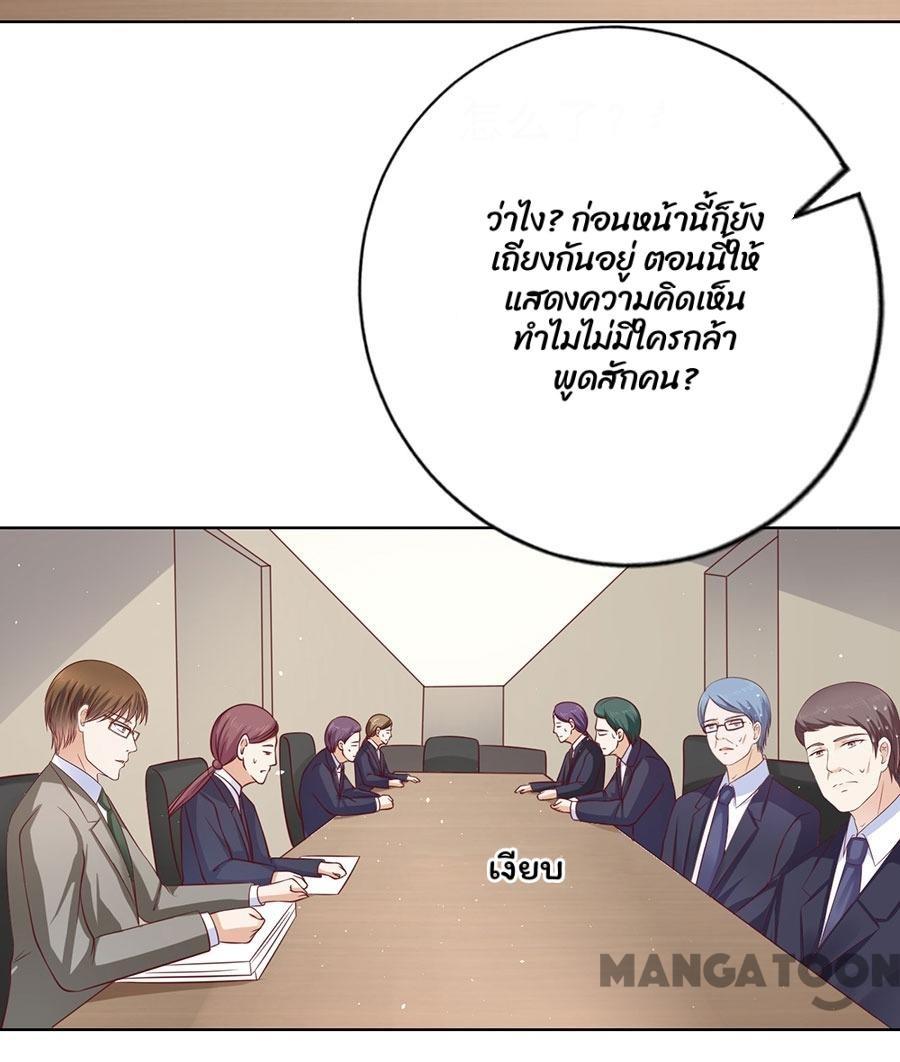 怎么了?
ว่าไง? ก่อนหน้านี้ก็ยัง
เถียงกันอยู่ ตอนนี้ให้
แสดงความคิดเห็น
ทำไมไม่มีใครกล้า
พูดสักคน?
เงียบ
MANGATOON